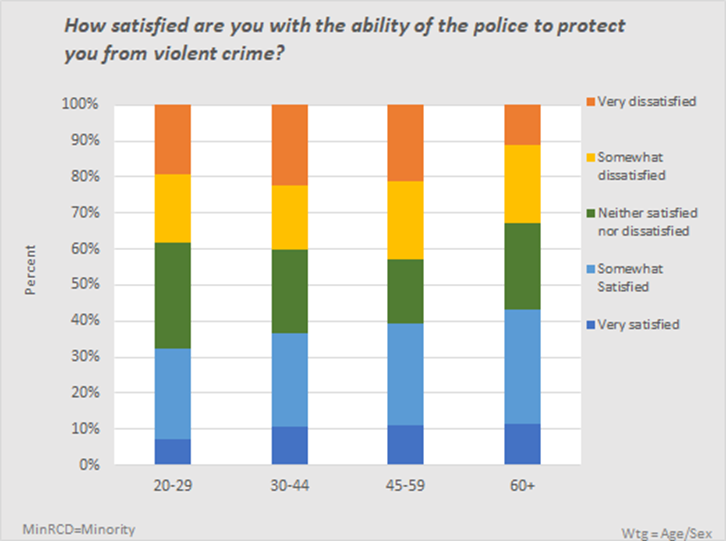 How satisfied are you with the ability of the police to protect
you from violent crime?
100%
90%
80%
70%
60%
50%
40%
30%
20%
10%
0%
Percent
20-29
30-44
45-59
60+
Very dissatisfied
Somewhat
dissatisfied
Neither satisfied
nor dissatisfied
Somewhat
Satisfied
Very satisfied
MinRCD=Minority
Wtg = Age/Sex